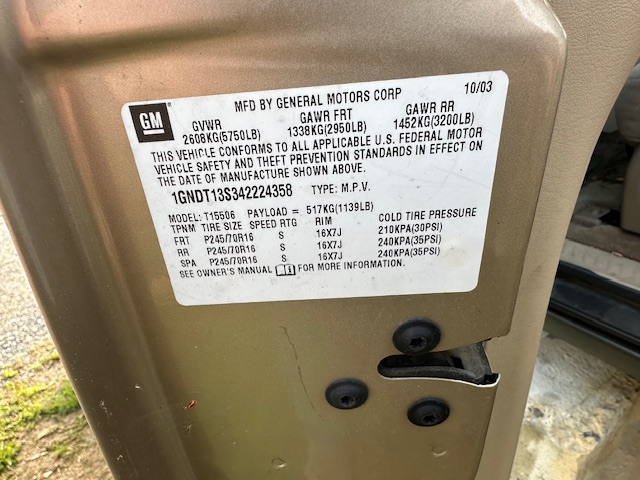 GM
MFD BY GENERAL MOTORS CORP 10/03
GVWR GAWR FRT GAWR RR
2608KG(5750LB) 1338KG(2950LB) 1452KG(3200LB)
THIS VEHICLE CONFORMS TO ALL APPLICABLE U.S. FEDERAL MOTOR
VEHICLE SAFETY AND THEFT PREVENTION STANDARDS IN EFFECT ON
THE DATE OF MANUFACTURE SHOWN ABOVE.
1GNDT13S342224358 TYPE: M.P.V.
MODEL: T15506 PAYLOAD = 517KG(1139LB)
TPNM TIRE SIZE SPEED RTG RIM COLD TIRE PRESSURE
FRT P245/70R16 S 16X7J 210KPA(30PSI)
RR P245/70R16 S 16X7J 240KPA(35PSI)
SPA P245/70R16 S 16X7J 240KPA(35PSI)
SEE OWNER'S MANUAL FOR MORE INFORMATION.